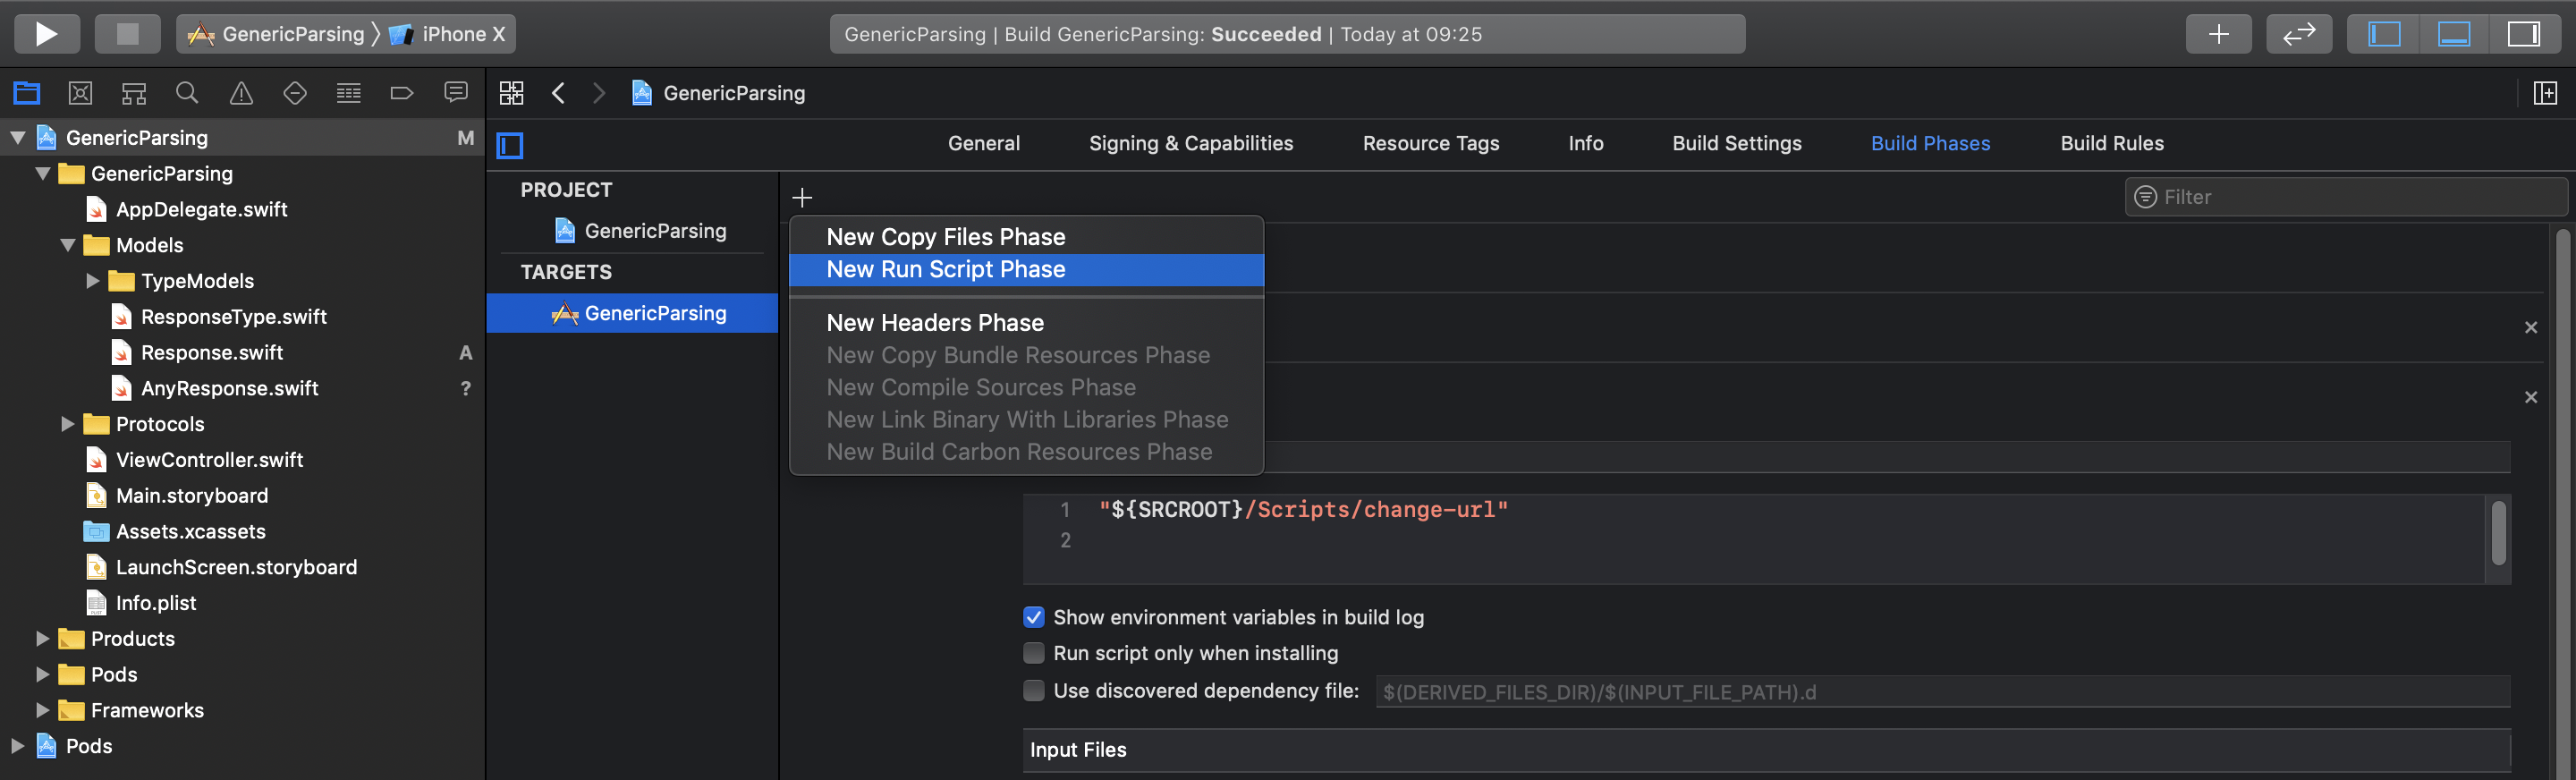 GenericParsing iPhone X
GenericParsing | Build GenericParsing: Succeeded | Today at 09:25
GenericParsing M
GenericParsing
AppDelegate.swift
Models
TypeModels
ResponseType.swift
Response.swift A
AnyResponse.swift ?
Protocols
ViewController.swift
Main.storyboard
Assets.xcassets
LaunchScreen.storyboard
Info.plist
Products
Pods
Frameworks
Pods
GenericParsing
General Signing & Capabilities Resource Tags Info Build Settings Build Phases Build Rules
PROJECT
GenericParsing
TARGETS
GenericParsing
Filter
New Copy Files Phase
New Run Script Phase
New Headers Phase
New Copy Bundle Resources Phase
New Compile Sources Phase
New Link Binary With Libraries Phase
New Build Carbon Resources Phase
1 "${SRCROOT}/Scripts/change-url"
2
Show environment variables in build log
Run script only when installing
Use discovered dependency file: $(DERIVED_FILES_DIR)/$(INPUT_FILE_PATH).d
Input Files